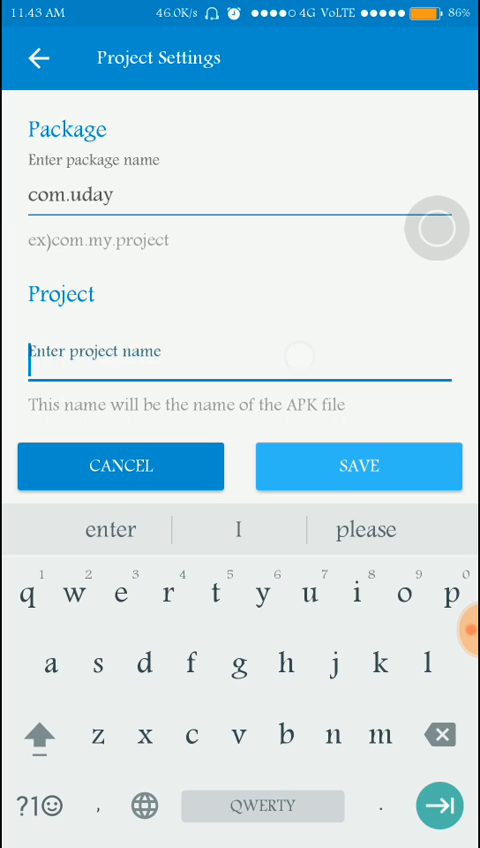 11.43 AM 46.0K/s 4G VoLTE 86%
Project Settings
Package
Enter package name
com.uday
ex)com.my.project
Project
Enter project name
This name will be the name of the APK file
CANCEL SAVE
enter I please
1 2 3 4 5 6 7 8 9 0
q w e r t y u i o p
a s d f g h j k l
z x c v b n m
?1 , QWERTY .